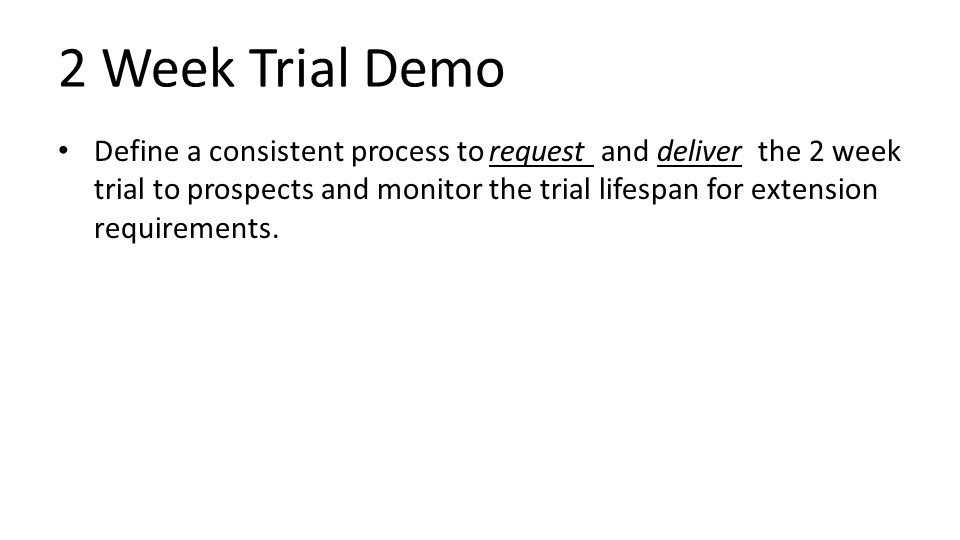 2 Week Trial Demo
• Define a consistent process to request and deliver the 2 week
trial to prospects and monitor the trial lifespan for extension
requirements.